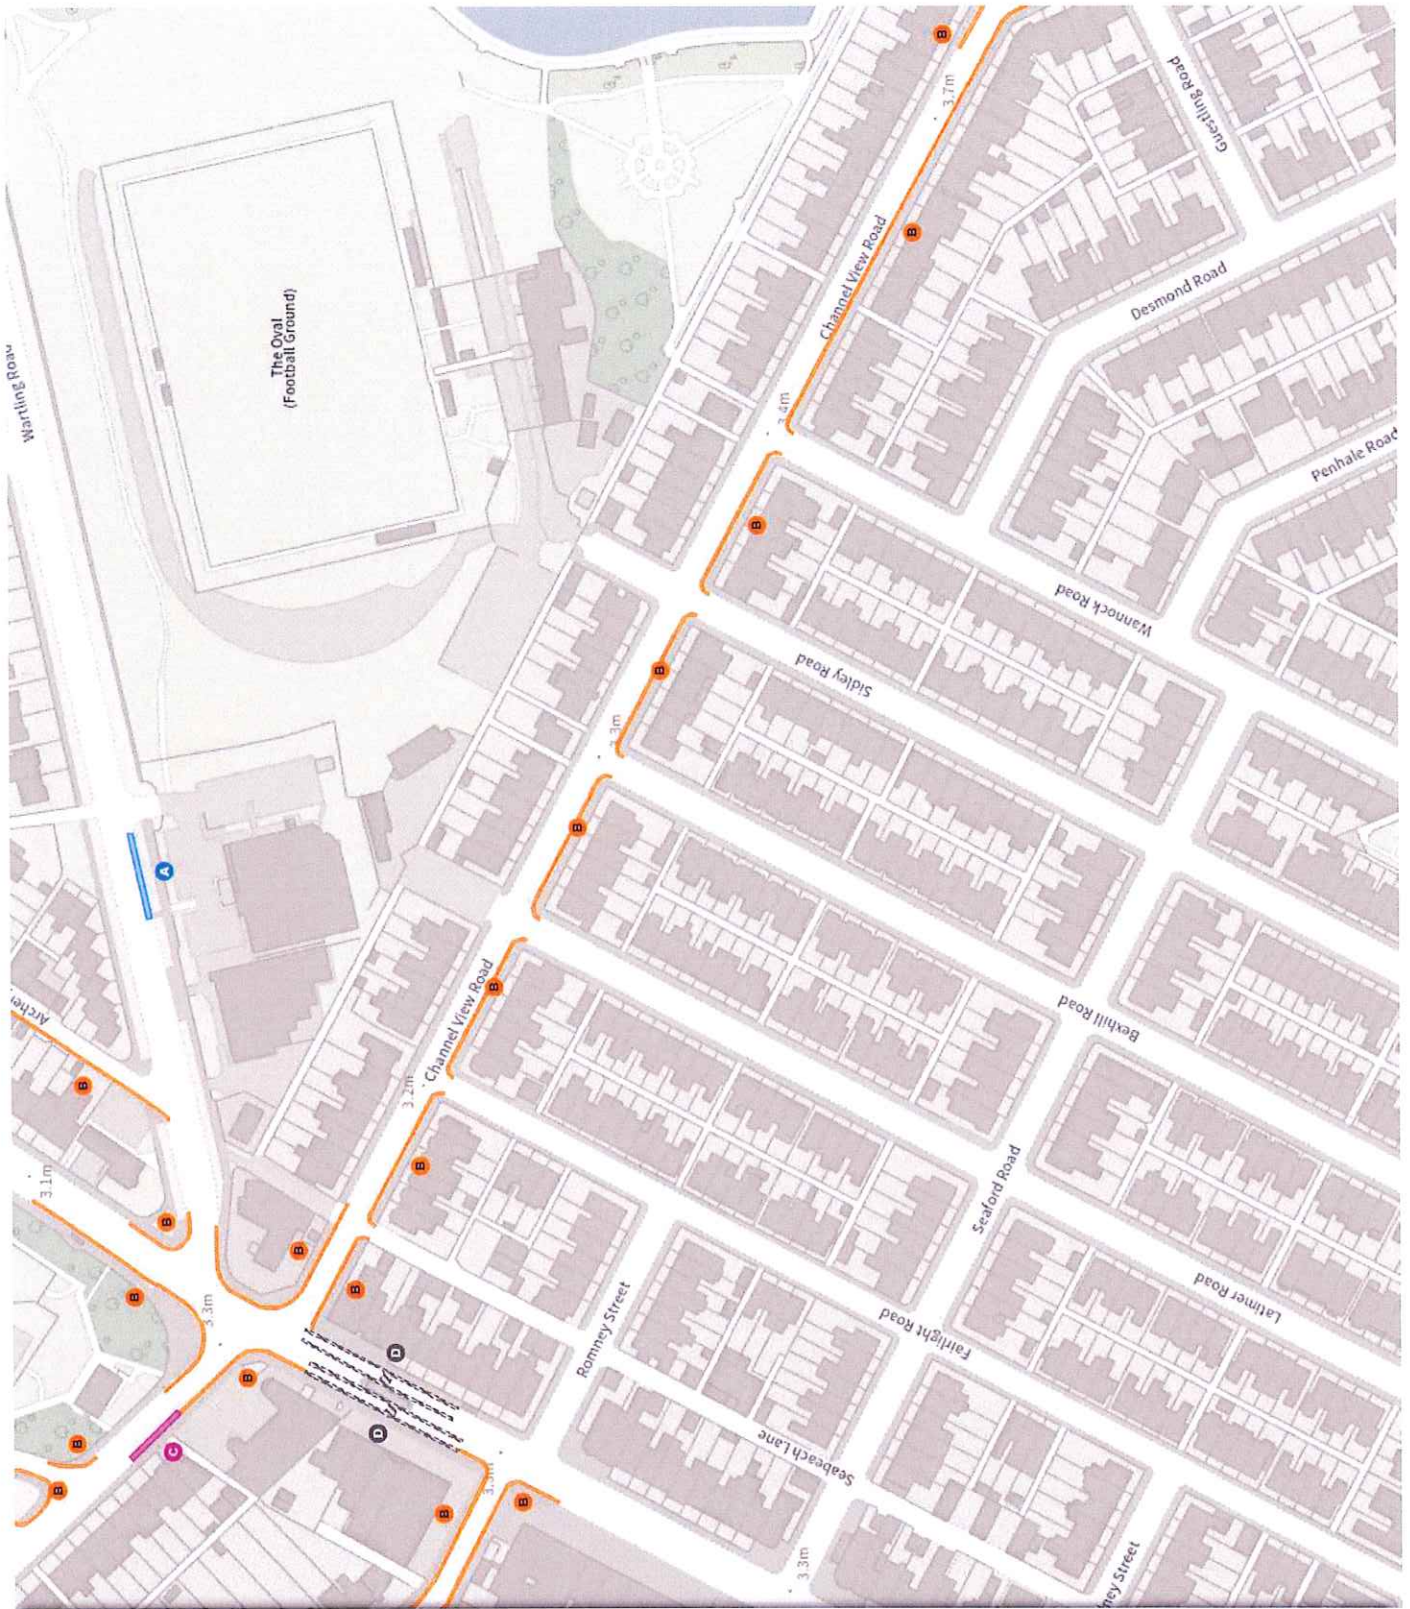 Wartling Road
The Oval
(Football Ground)
B
3.7m
Guestling Road
B
Channel View Road
Desmond Road
3.4m
Penhale Road
B
Wannock Road
Sidley Road
B
3.3m
B
A
Channel View Road
B
Bexhill Road
3.2m
B
B
3.1m
B
B
Seaford Road
Latimer Road
B
B
3.3m
Romney Street
Fairlight Road
D
D
B
C
B
B
Seabeach Lane
B
B
3.3m